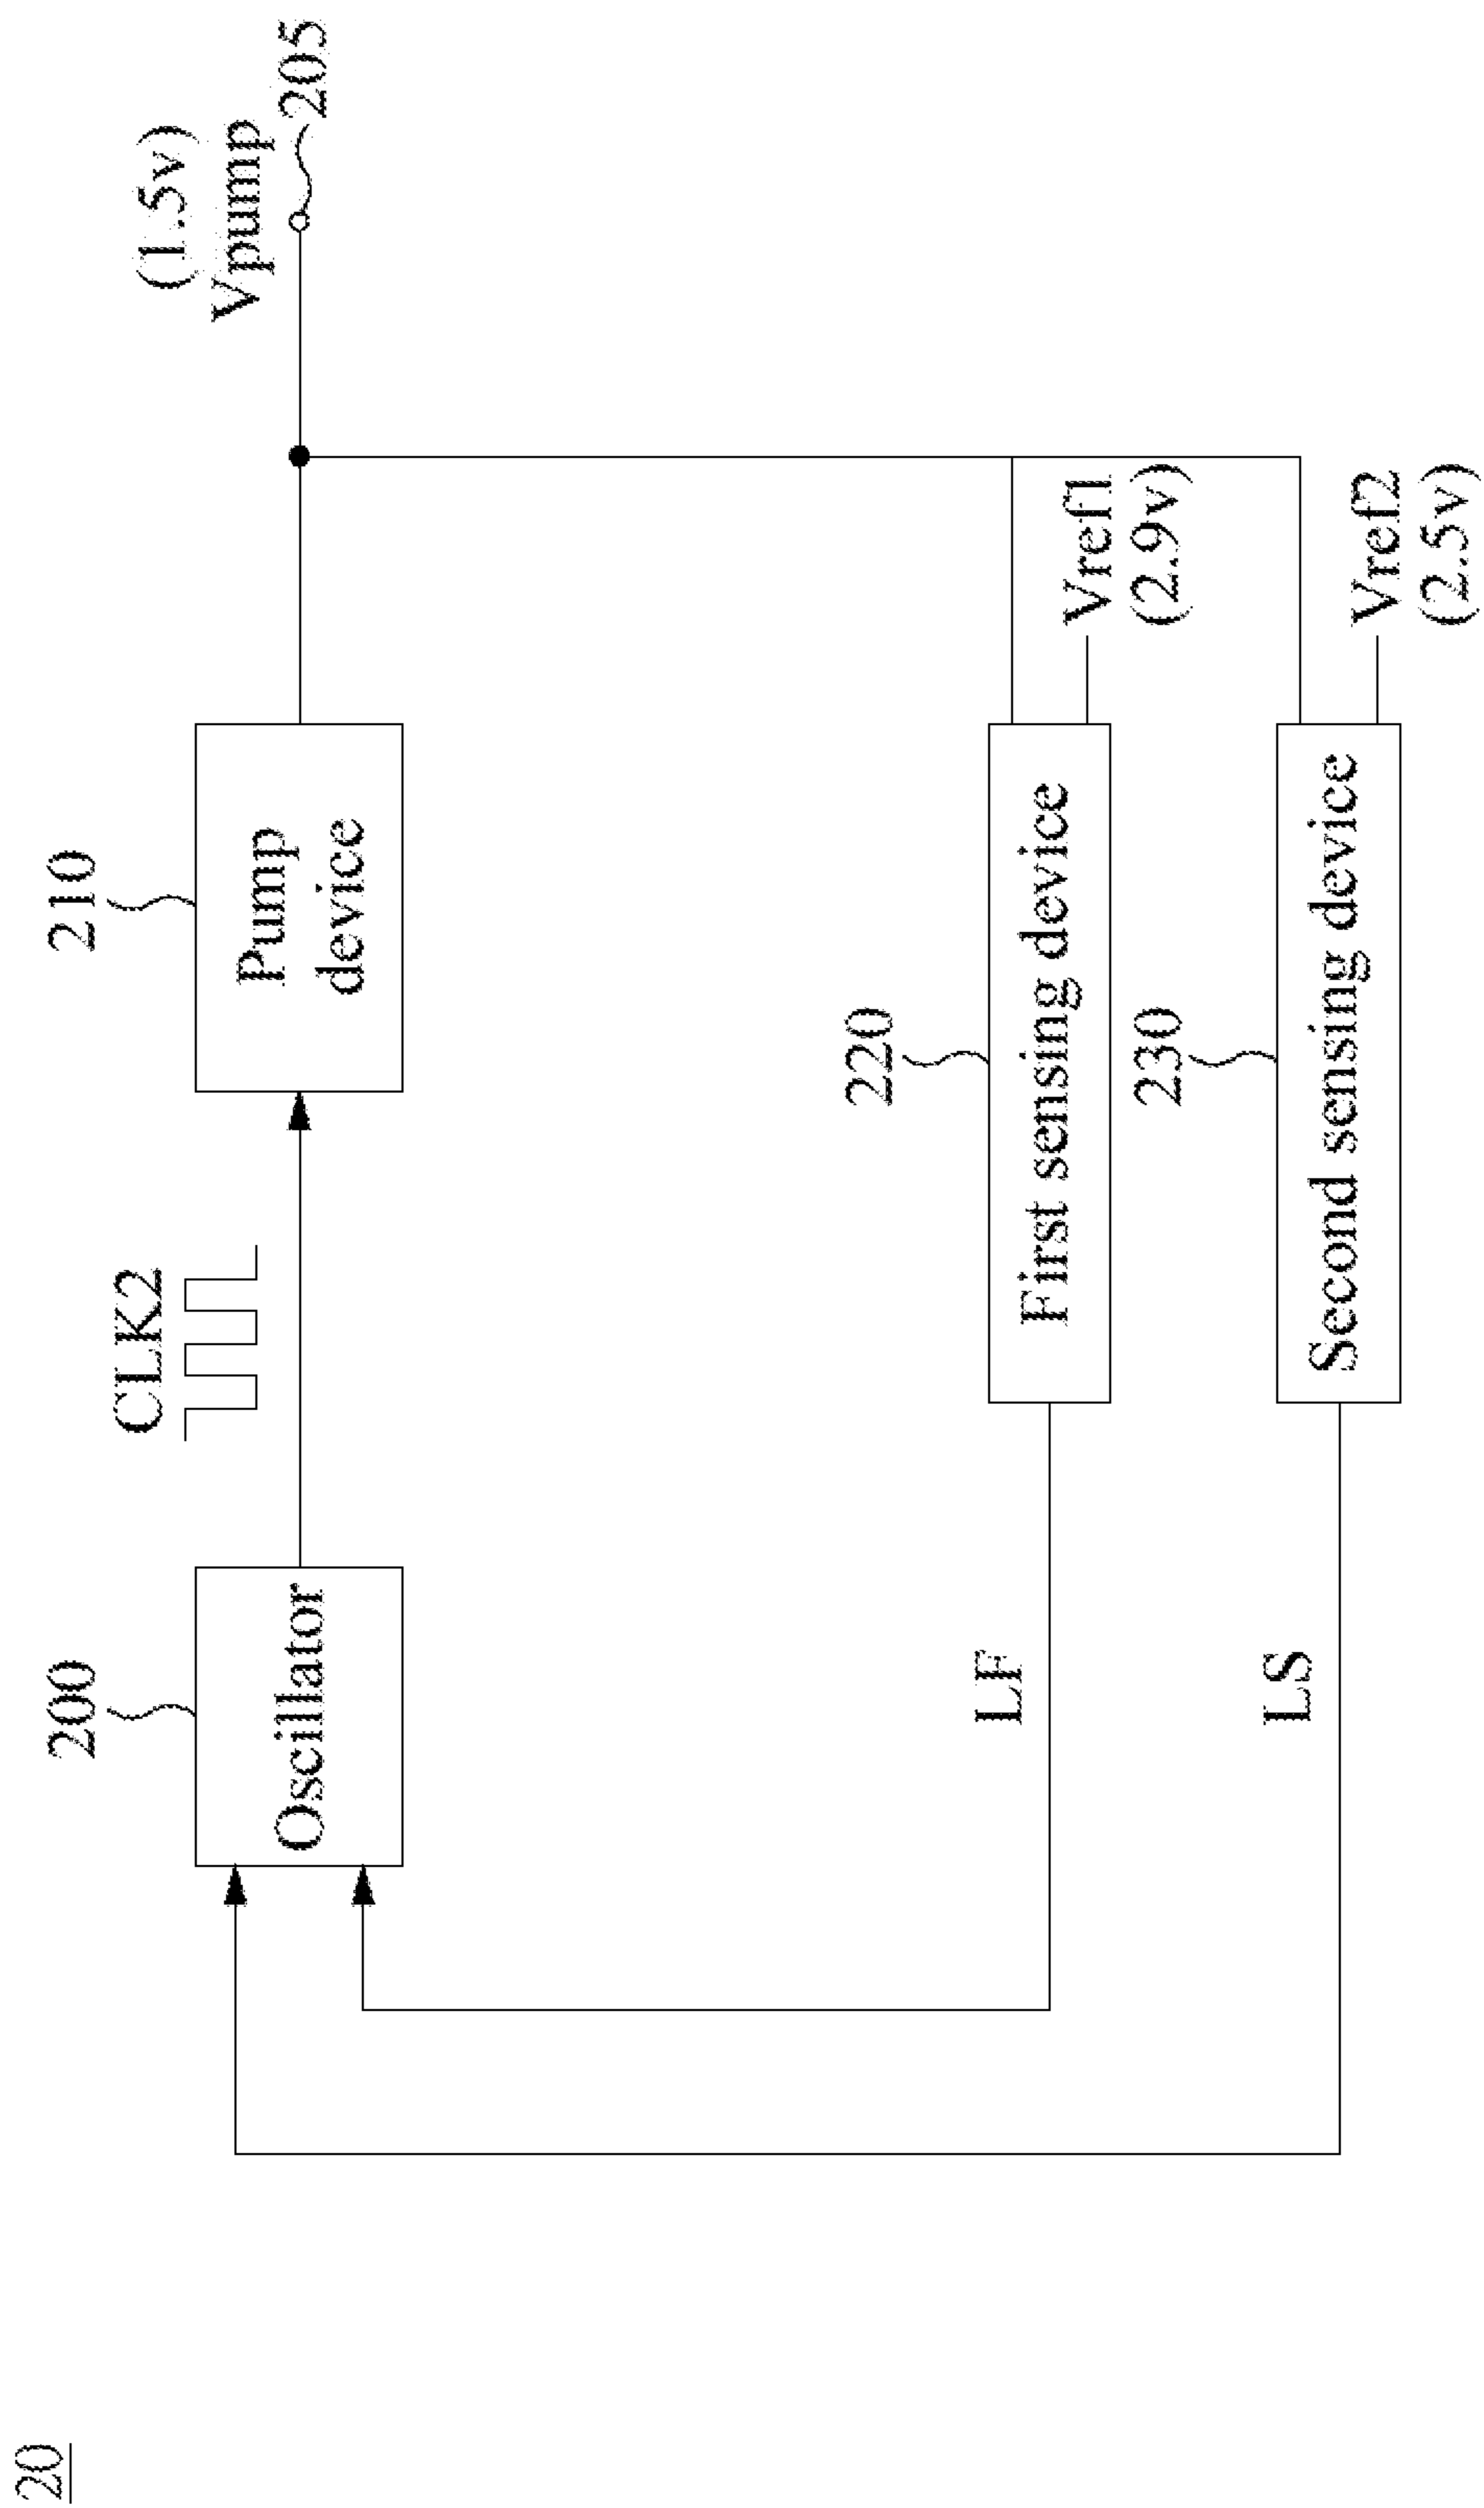 20
200
Oscillator
CLK2
210
Pump
device
(1.5v)
Vpump
205
LF
220
First sensing device
Vref1
(2.9v)
LS
230
Second sensing device
Vref2
(2.5v)